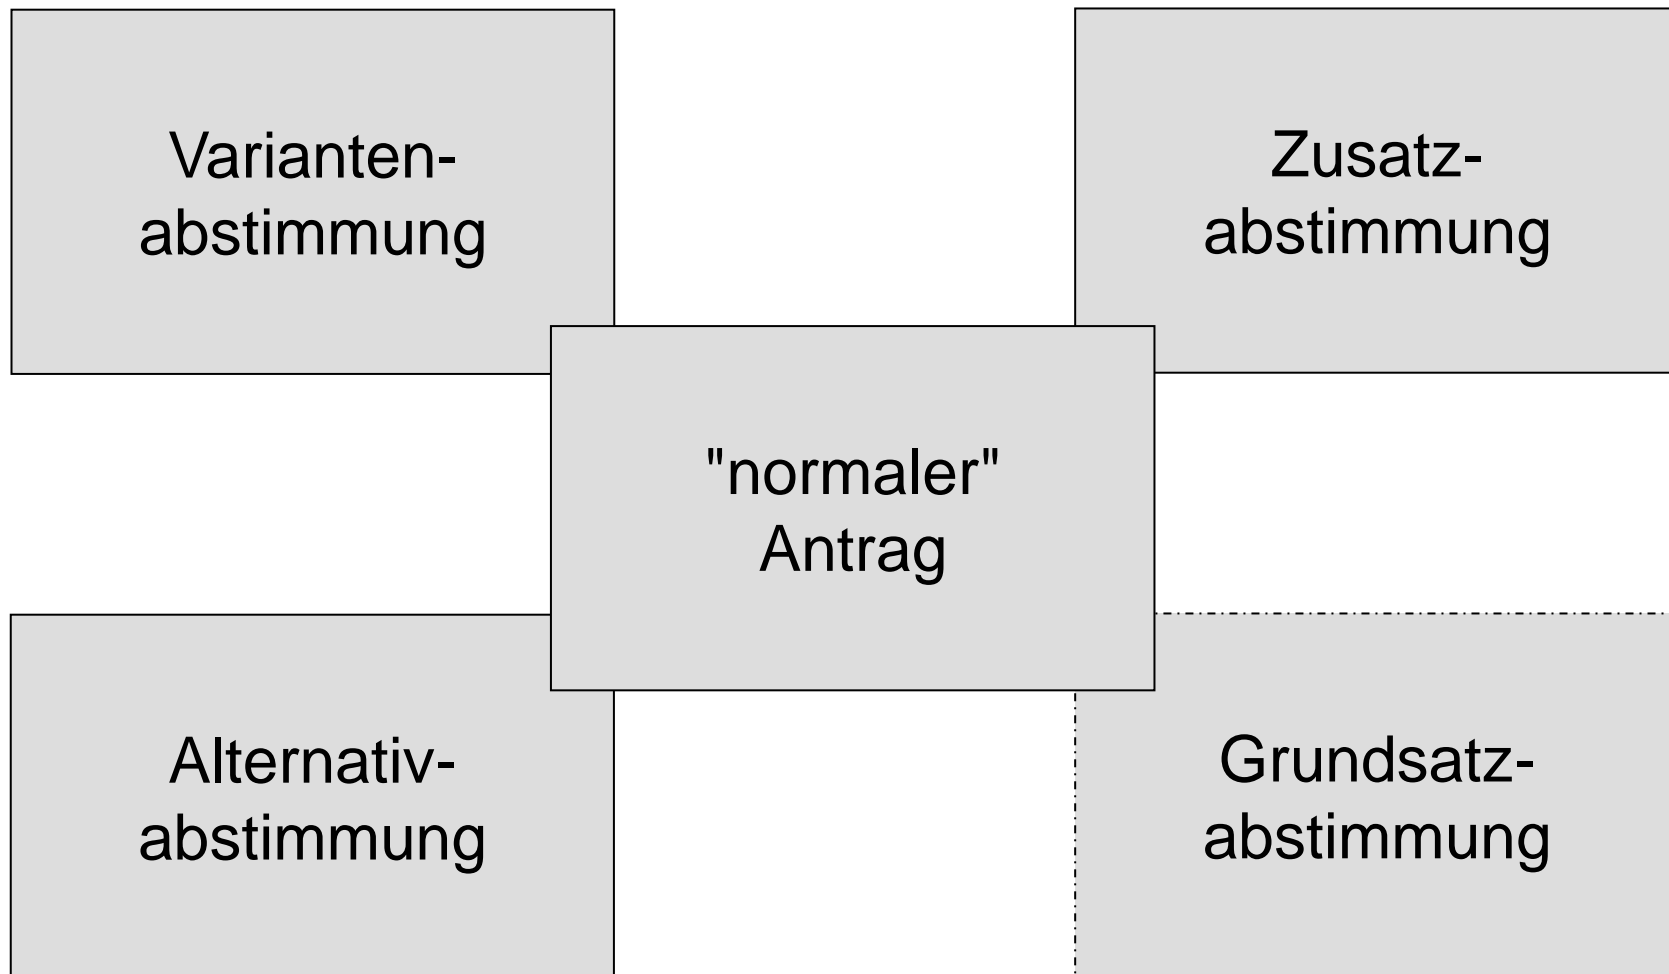 Varianten-
abstimmung
Zusatz-
abstimmung
"normaler"
Antrag
Alternativ-
abstimmung
Grundsatz-
abstimmung